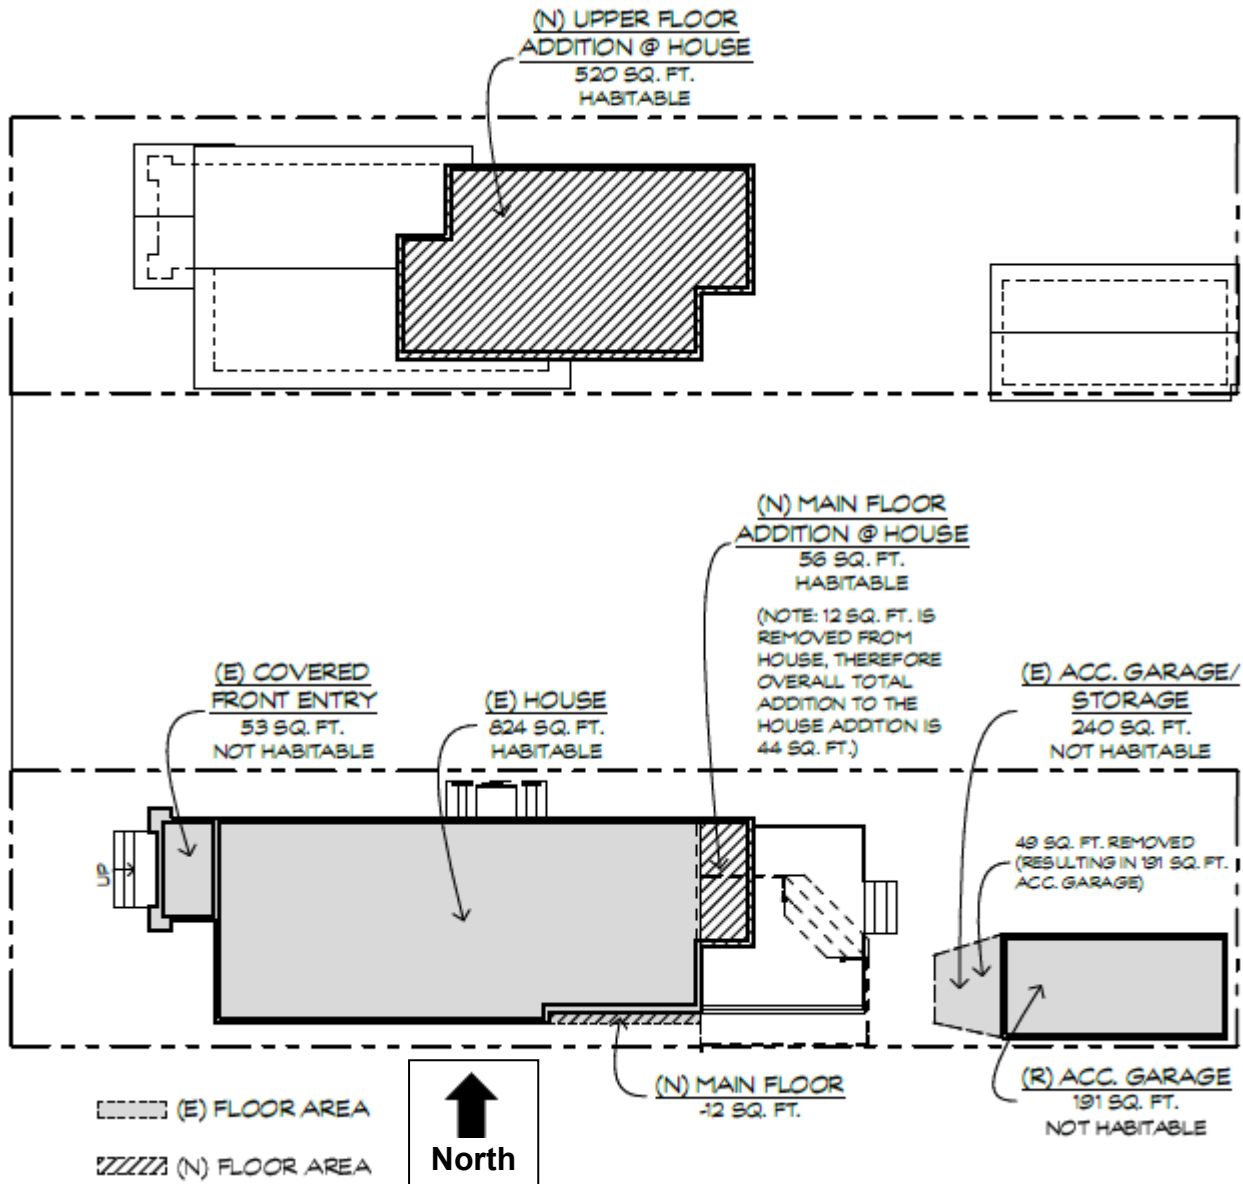 (N) UPPER FLOOR
ADDITION @ HOUSE
520 SQ. FT.
HABITABLE
(N) MAIN FLOOR
ADDITION @ HOUSE
56 SQ. FT.
HABITABLE
(NOTE: 12 SQ. FT. IS
REMOVED FROM
HOUSE, THEREFORE
OVERALL TOTAL
ADDITION TO THE
HOUSE ADDITION IS
44 SQ. FT.)
(E) COVERED
FRONT ENTRY
53 SQ. FT.
NOT HABITABLE
(E) HOUSE
824 SQ. FT.
HABITABLE
(E) ACC. GARAGE/
STORAGE
240 SQ. FT.
NOT HABITABLE
49 SQ. FT. REMOVED
(RESULTING IN 191 SQ. FT.
ACC. GARAGE)
UP
(N) MAIN FLOOR
-12 SQ. FT.
(R) ACC. GARAGE
191 SQ. FT.
NOT HABITABLE
(E) FLOOR AREA
(N) FLOOR AREA
North